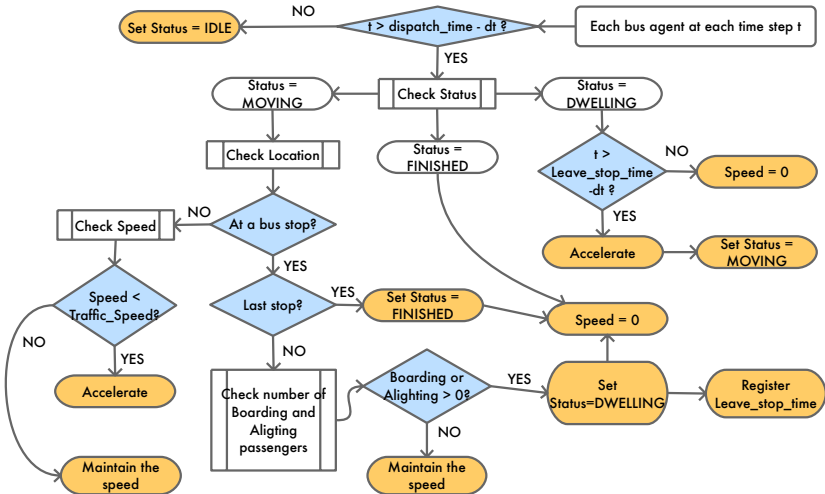 NO
Set Status = IDLE
t > dispatch_time - dt ?
Each bus agent at each time step t
YES
Status =
MOVING
Check Status
Status =
DWELLING
Check Location
Status =
FINISHED
t >
Leave_stop_time
-dt ?
NO
Speed = 0
NO
Check Speed
At a bus stop?
YES
Accelerate
Set Status =
MOVING
YES
Speed <
Traffic_Speed?
Last stop?
YES
Set Status =
FINISHED
Speed = 0
NO
YES
NO
Accelerate
Check number of
Boarding and
Aligting
passengers
Boarding or
Alighting > 0?
YES
Set
Status=DWELLING
Register
Leave_stop_time
NO
Maintain the
speed
Maintain the
speed